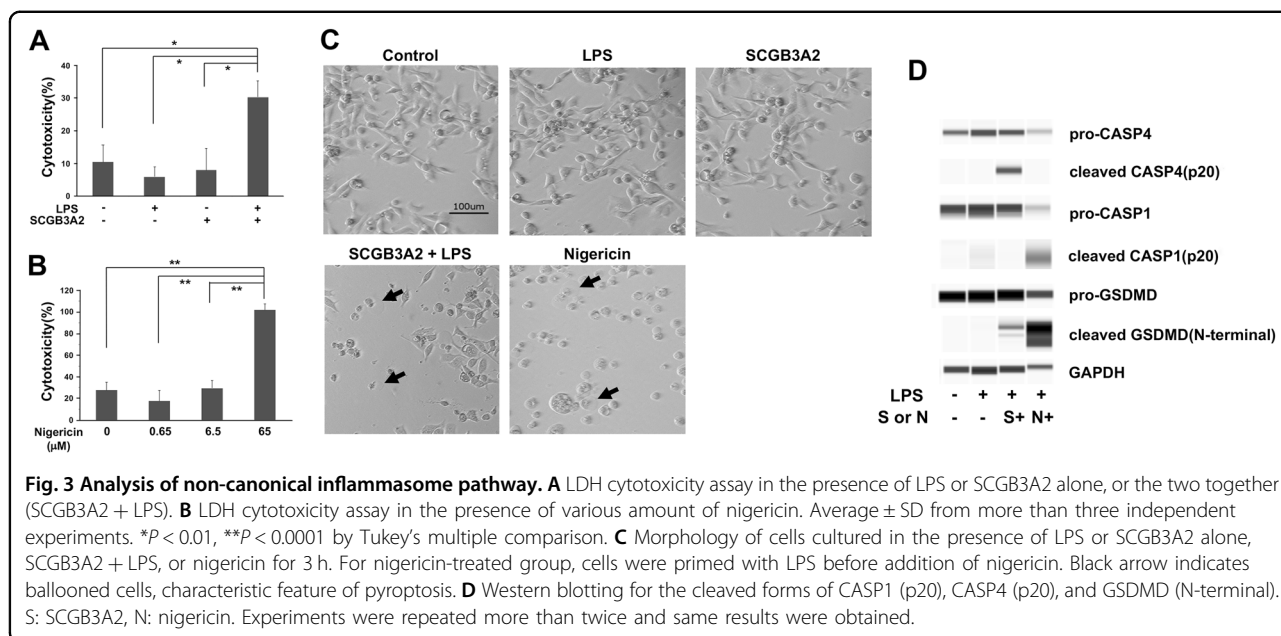 A
*
*
*
Cytotoxicity(%)
40
30
20
10
0
LPS - + - +
SCGB3A2 - - + +
B
**
**
**
Cytotoxicity(%)
120
100
80
60
40
20
0
Nigericin 0 0.65 6.5 65
(μM)
C
Control LPS SCGB3A2
100um
SCGB3A2 + LPS Nigericin
D
pro-CASP4
cleaved CASP4(p20)
pro-CASP1
cleaved CASP1(p20)
pro-GSDMD
cleaved GSDMD(N-terminal)
GAPDH
LPS - + + +
S or N - - S+ N+
Fig. 3 Analysis of non-canonical inflammasome pathway. A LDH cytotoxicity assay in the presence of LPS or SCGB3A2 alone, or the two together
(SCGB3A2 + LPS). B LDH cytotoxicity assay in the presence of various amount of nigericin. Average ± SD from more than three independent
experiments. *P < 0.01, **P < 0.0001 by Tukey's multiple comparison. C Morphology of cells cultured in the presence of LPS or SCGB3A2 alone,
SCGB3A2 + LPS, or nigericin for 3 h. For nigericin-treated group, cells were primed with LPS before addition of nigericin. Black arrow indicates
ballooned cells, characteristic feature of pyroptosis. D Western blotting for the cleaved forms of CASP1 (p20), CASP4 (p20), and GSDMD (N-terminal).
S: SCGB3A2, N: nigericin. Experiments were repeated more than twice and same results were obtained.